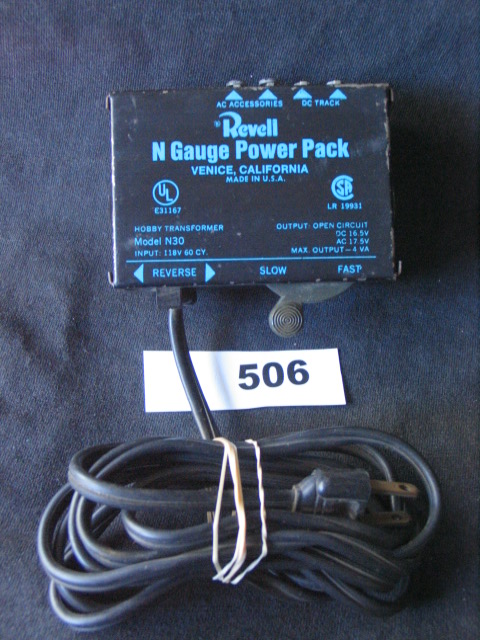 AC ACCESSORIES DC TRACK
Revell
N Gauge Power Pack
VENICE, CALIFORNIA
MADE IN U.S.A.
UL
E31167
SA
LR 19931
HOBBY TRANSFORMER
Model N30
INPUT: 118V 60 CY.
OUTPUT: OPEN CIRCUIT
DC 16.5V
AC 17.5V
MAX. OUTPUT – 4 VA
REVERSE SLOW FAST
506